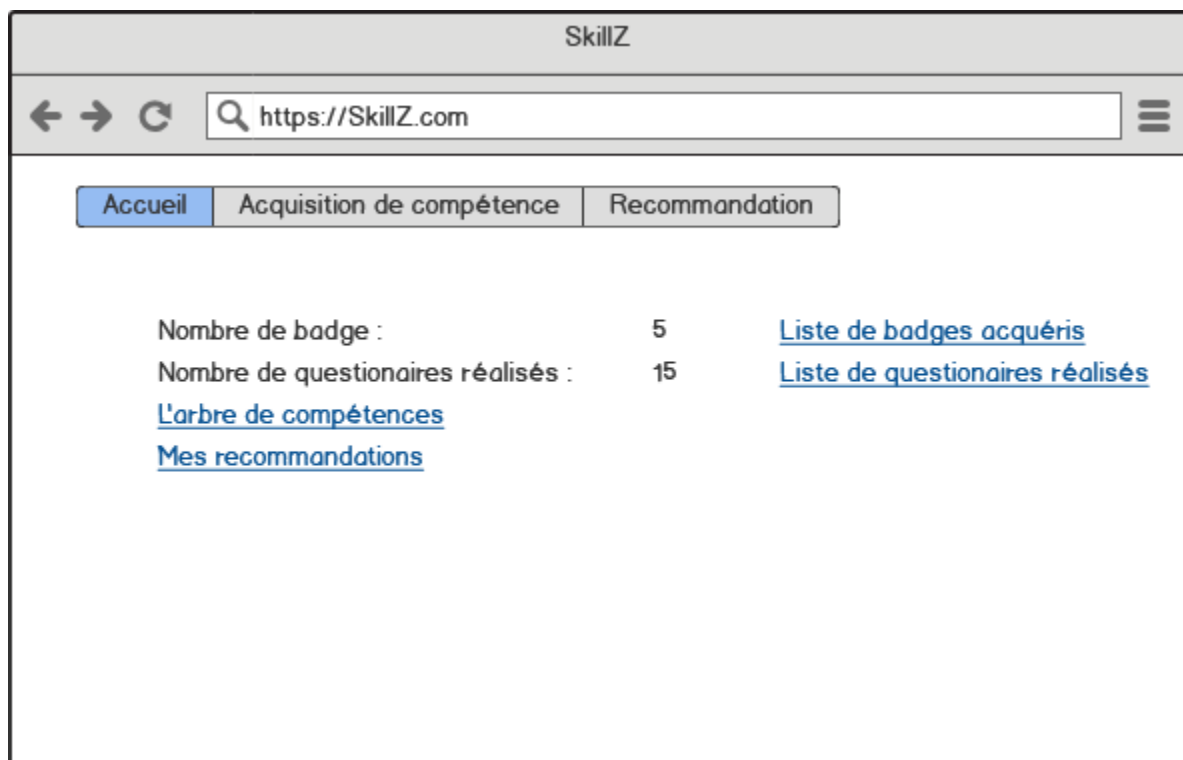 SkillZ
https://SkillZ.com
Accueil Acquisition de compétence Recommandation
Nombre de badge : 5 Liste de badges acquéris
Nombre de questionaires réalisés : 15 Liste de questionaires réalisés
L'arbre de compétences
Mes recommandations